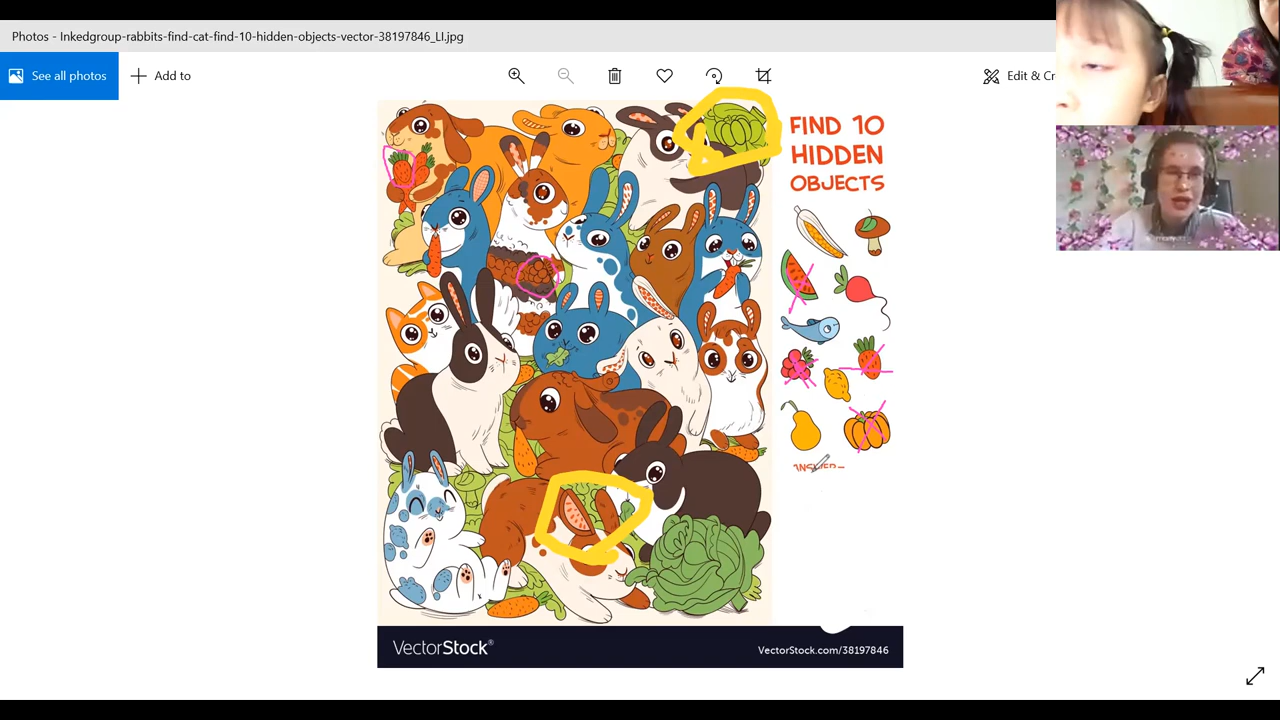 Photos - Inkedgroup-rabbits-find-cat-find-10-hidden-objects-vector-38197846_LI.jpg
See all photos
Add to
Edit & Cr
FIND 10
HIDDEN
OBJECTS
VectorStock®
VectorStock.com/38197846